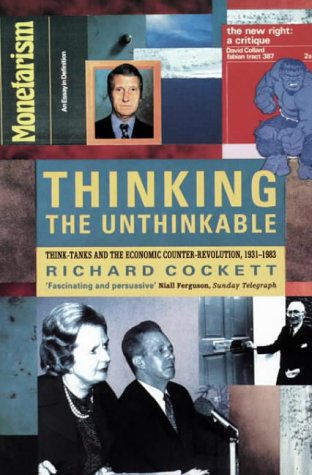 Monetarism
An Essay in Definition
the new right:
a critique
David Collard
fabian tract 387
THINKING
THE UNTHINKABLE
THINK-TANKS AND THE ECONOMIC COUNTER-REVOLUTION, 1931–1983
RICHARD COCKETT
'Fascinating and persuasive' Niall Ferguson, Sunday Telegraph